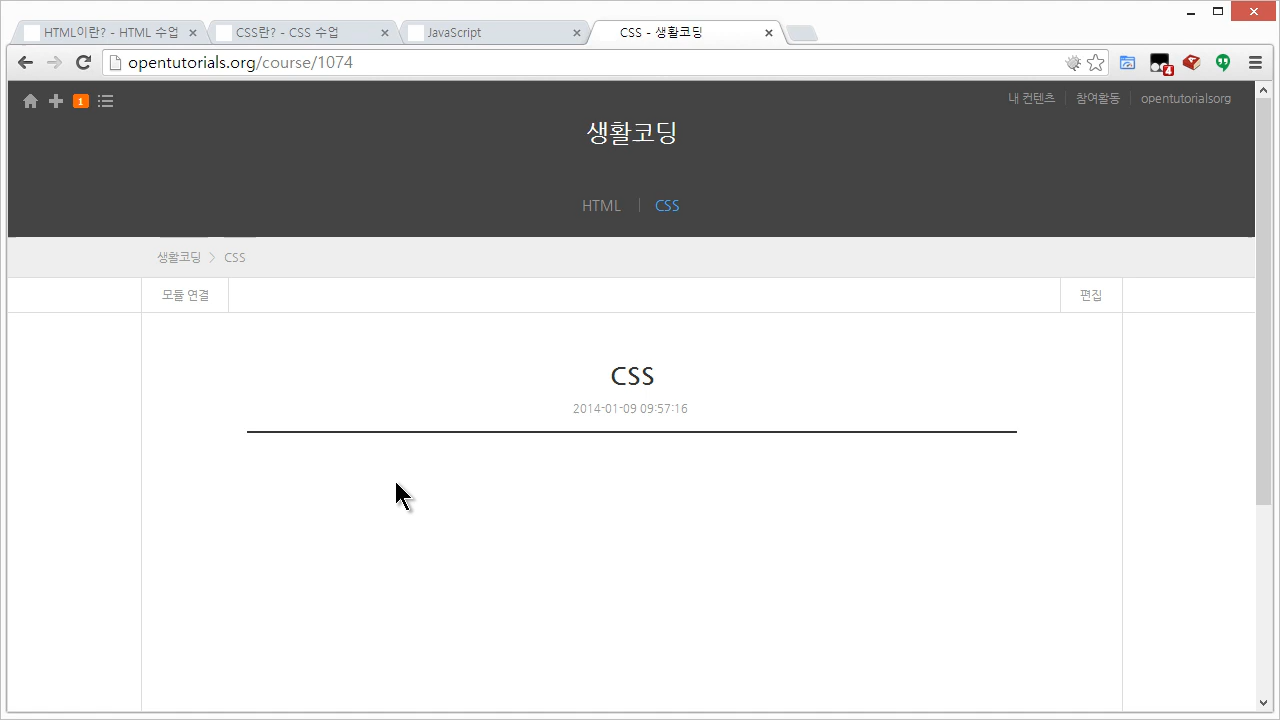 HTML이란? - HTML 수업
CSS란? - CSS 수업
JavaScript
CSS - 생활코딩
opentutorials.org/course/1074
4
1
내 컨텐츠 참여활동 opentutorialsorg
생활코딩
HTML CSS
생활코딩 > CSS
모듈 연결
편집
CSS
2014-01-09 09:57:16